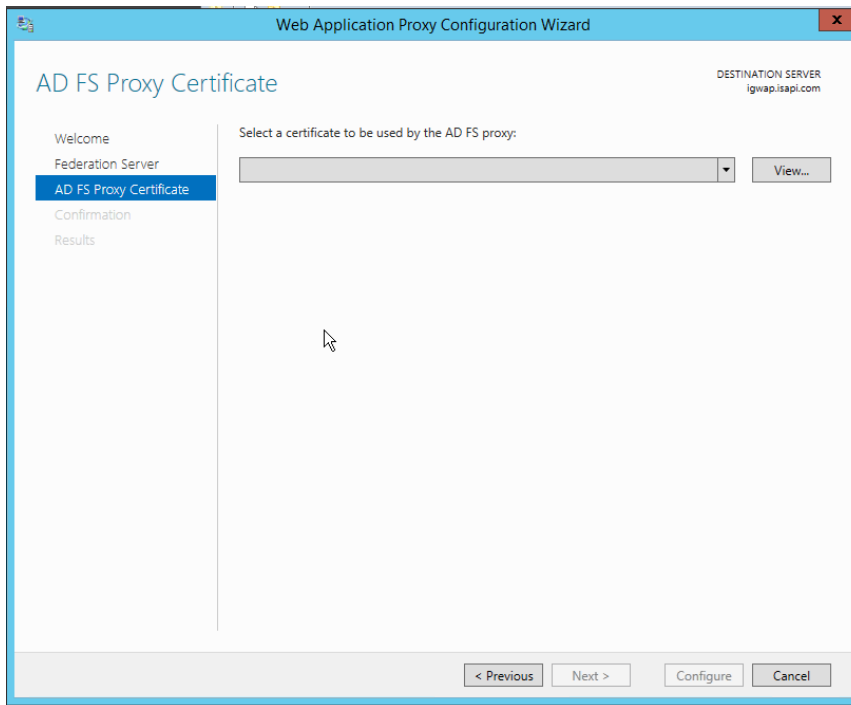 Web Application Proxy Configuration Wizard
x
AD FS Proxy Certificate
DESTINATION SERVER
igwap.isapi.com
Welcome
Federation Server
AD FS Proxy Certificate
Confirmation
Results
Select a certificate to be used by the AD FS proxy:
View...
< Previous
Next >
Configure
Cancel